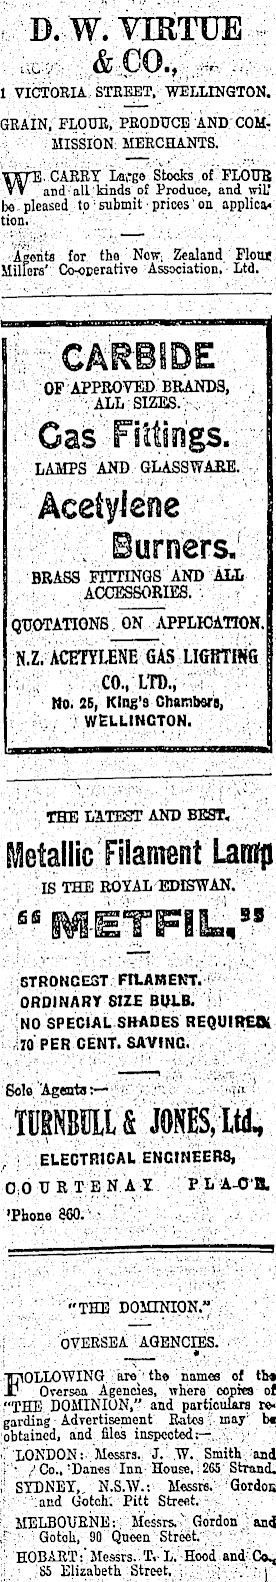 D. W. VIRTUE
& CO.,
1 VICTORIA STREET, WELLINGTON.
GRAIN, FLOUR, PRODUCE AND COM-
MISSION MERCHANTS.
WE CARRY Large Stocks of FLOUR
and all kinds of Produce, and will
be pleased to submit prices on applica-
tion.
Agents for the New Zealand Flour
Millers' Co-operative Association, Ltd.
CARBIDE
OF APPROVED BRANDS,
ALL SIZES.
Gas Fittings.
LAMPS AND GLASSWARE.
Acetylene
Burners.
BRASS FITTINGS AND ALL
ACCESSORIES.
QUOTATIONS ON APPLICATION.
N.Z. ACETYLENE GAS LIGHTING
CO., LTD.,
No. 25, King's Chambers,
WELLINGTON.
THE LATEST AND BEST.
Metallic Filament Lamp
IS THE ROYAL EDISWAN.
"METFIL."
STRONGEST FILAMENT.
ORDINARY SIZE BULB.
NO SPECIAL SHADES REQUIRED.
70 PER CENT. SAVING.
Sole Agents:—
TURNBULL & JONES, Ltd.,
ELECTRICAL ENGINEERS,
COURTENAY PLACE.
'Phone 860.
"THE DOMINION."
OVERSEA AGENCIES.
FOLLOWING are the names of the
Oversea Agencies, where copies of
"THE DOMINION," and particulars re-
garding Advertisement Rates may be
obtained, and files inspected:—
LONDON: Messrs. J. W. Smith and
Co., Danes Inn House, 265 Strand.
SYDNEY, N.S.W.: Messrs. Gordon
and Gotch, Pitt Street.
MELBOURNE: Messrs. Gordon and
Gotch, 90 Queen Street.
HOBART: Messrs. T. L. Hood and Co.,
85 Elizabeth Street.